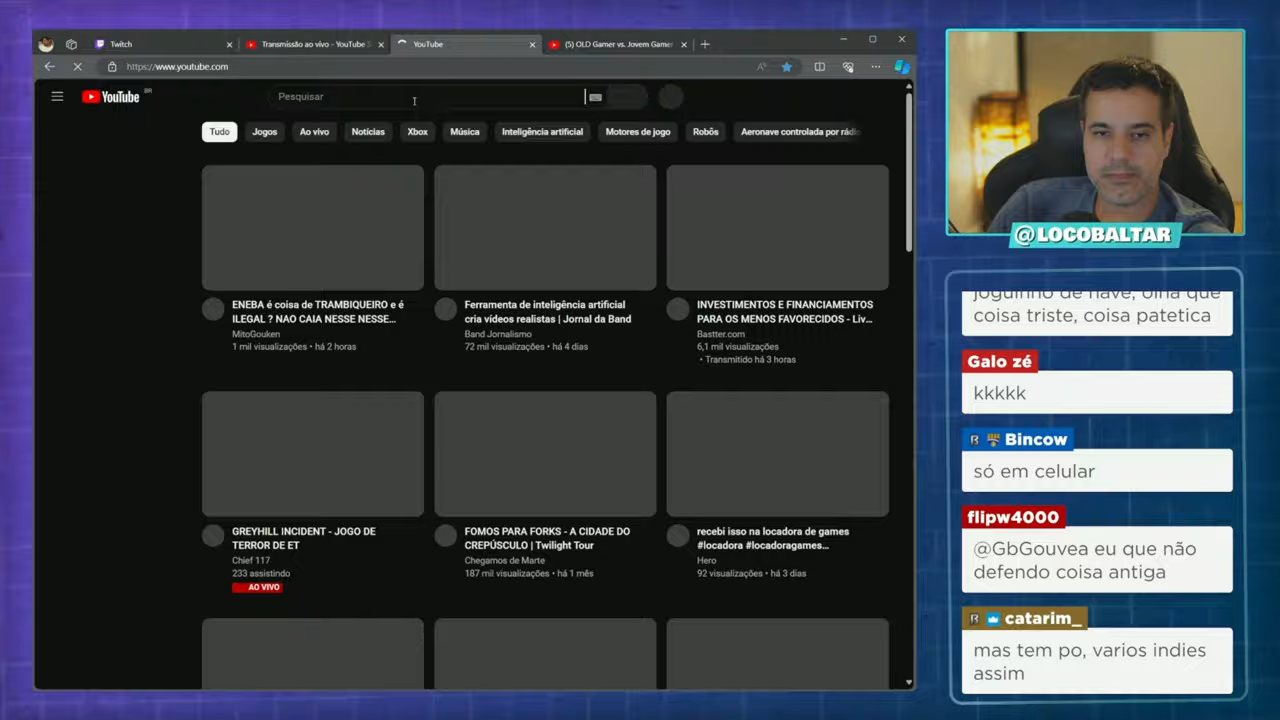 Twitch
Transmissão ao vivo - YouTube S
YouTube
(5) OLD Gamer vs. Jovem Gamer
https://www.youtube.com
YouTube BR
Pesquisar
Tudo
Jogos
Ao vivo
Notícias
Xbox
Música
Inteligência artificial
Motores de jogo
Robôs
Aeronave controlada por rádio
ENEBA é coisa de TRAMBIQUEIRO e é
ILEGAL ? NAO CAIA NESSE NESSE...
MitoGouken
1 mil visualizações • há 2 horas
Ferramenta de inteligência artificial
cria vídeos realistas | Jornal da Band
Band Jornalismo
72 mil visualizações • há 4 dias
INVESTIMENTOS E FINANCIAMENTOS
PARA OS MENOS FAVORECIDOS - Liv...
Bastter.com
6,1 mil visualizações
• Transmitido há 3 horas
GREYHILL INCIDENT - JOGO DE
TERROR DE ET
Chief 117
233 assistindo
AO VIVO
FOMOS PARA FORKS - A CIDADE DO
CREPÚSCULO | Twilight Tour
Chegamos de Marte
187 mil visualizações • há 1 mês
recebi isso na locadora de games
#locadora #locadoragames...
Hero
92 visualizações • há 3 dias
@LOCOBALTAR
joguinho de nave, olha que
coisa triste, coisa patetica
Galo zé
kkkkk
Bincow
só em celular
flipw4000
@GbGouvea eu que não
defendo coisa antiga
catarim_
mas tem po, varios indies
assim